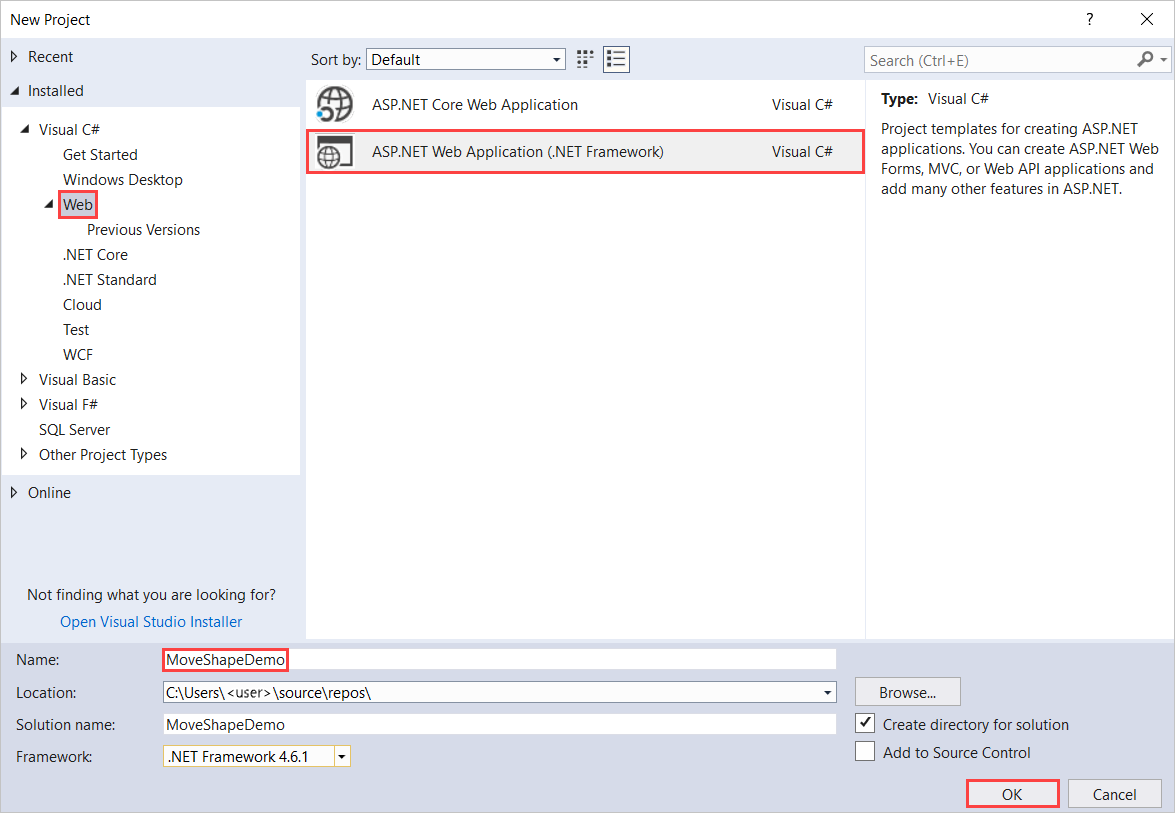 New Project
?
Recent
Installed
Visual C#
Get Started
Windows Desktop
Web
Previous Versions
.NET Core
.NET Standard
Cloud
Test
WCF
Visual Basic
Visual F#
SQL Server
Other Project Types
Online
Not finding what you are looking for?
Open Visual Studio Installer
Sort by: Default
ASP.NET Core Web Application Visual C#
ASP.NET Web Application (.NET Framework) Visual C#
Search (Ctrl+E)
Type: Visual C#
Project templates for creating ASP.NET
applications. You can create ASP.NET Web
Forms, MVC, or Web API applications and
add many other features in ASP.NET.
Name: MoveShapeDemo
Location: C:\Users\<user>\source\repos\
Browse...
Solution name: MoveShapeDemo
Create directory for solution
Framework: .NET Framework 4.6.1
Add to Source Control
OK Cancel